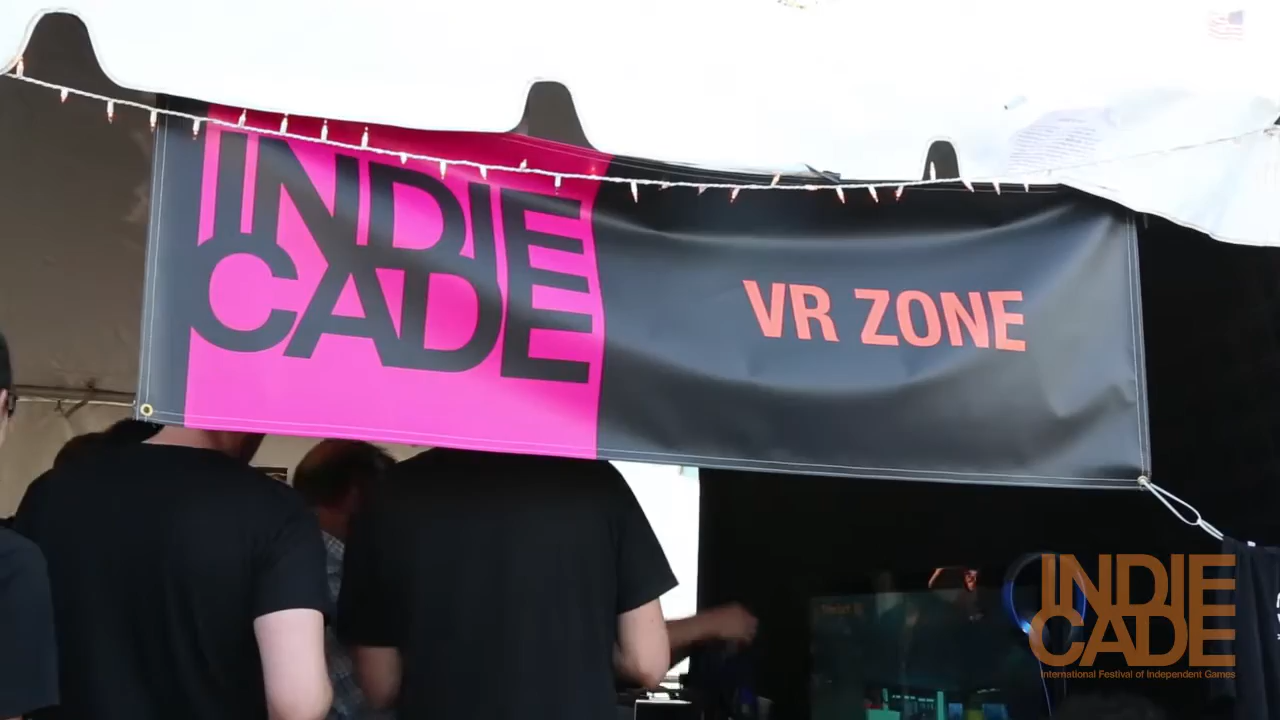 INDIE
CADE
VR ZONE
INDIE
CADE
International Festival of Independent Games